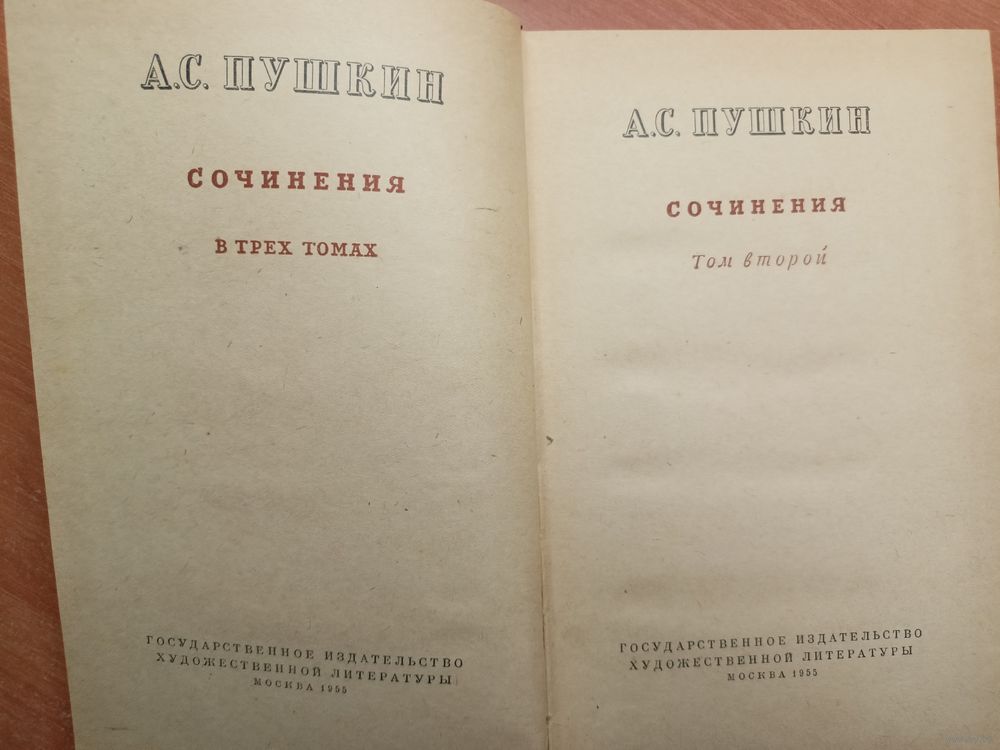 А.С. ПУШКИН
СОЧИНЕНИЯ
В ТРЕХ ТОМАХ
ГОСУДАРСТВЕННОЕ ИЗДАТЕЛЬСТВО
ХУДОЖЕСТВЕННОЙ ЛИТЕРАТУРЫ
МОСКВА 1955
А.С. ПУШКИН
СОЧИНЕНИЯ
Том второй
ГОСУДАРСТВЕННОЕ ИЗДАТЕЛЬСТВО
ХУДОЖЕСТВЕННОЙ ЛИТЕРАТУРЫ
МОСКВА 1955